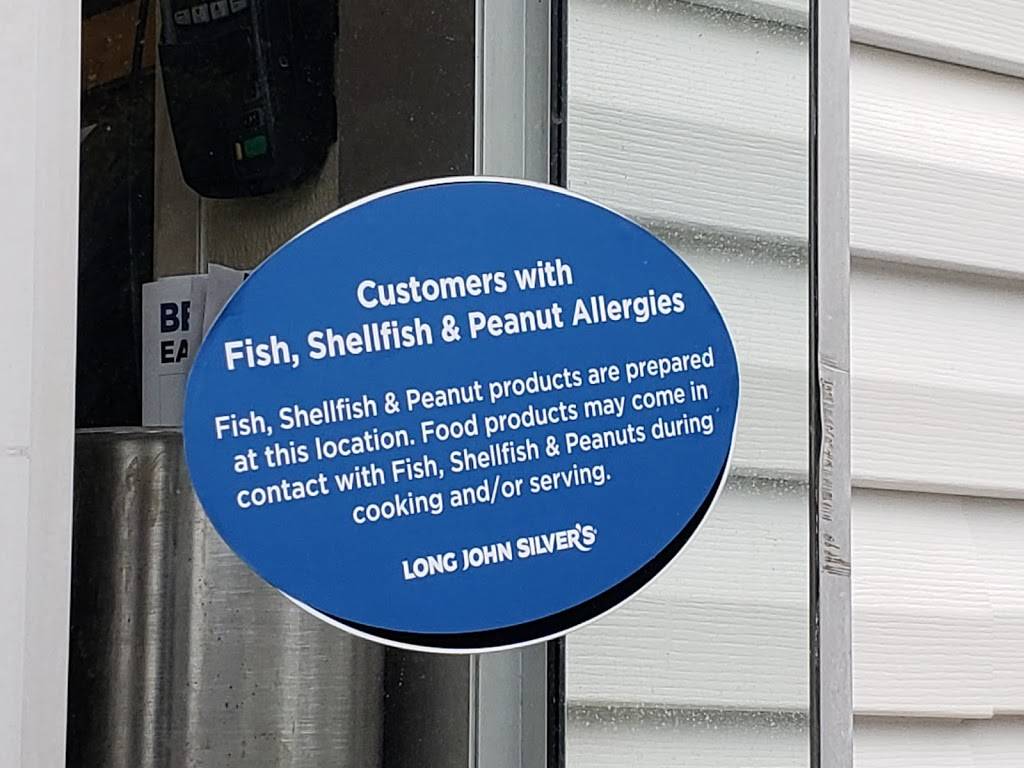 Customers with
Fish, Shellfish & Peanut Allergies
Fish, Shellfish & Peanut products are prepared
at this location. Food products may come in
contact with Fish, Shellfish & Peanuts during
cooking and/or serving.
LONG JOHN SILVER'S